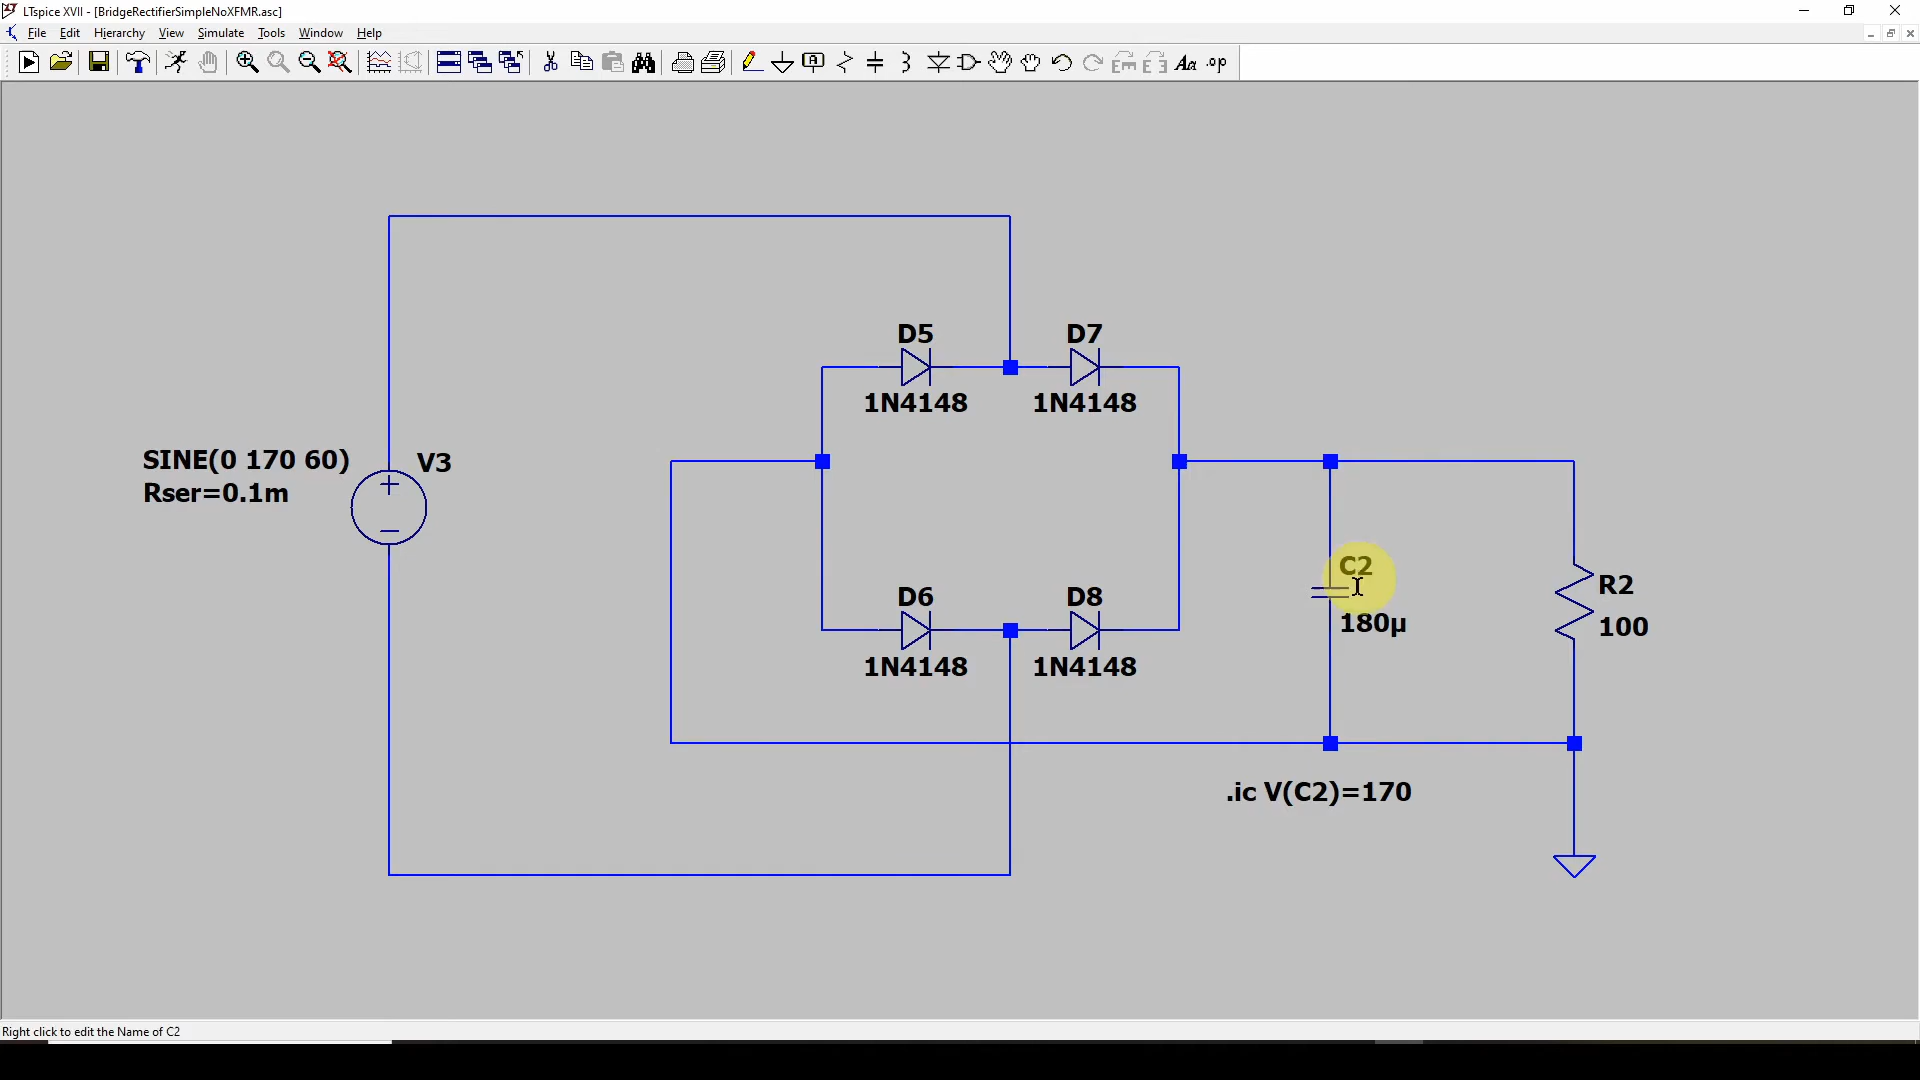 LTspice XVII - [BridgeRectifierSimpleNoXFMR.asc]
File Edit Hierarchy View Simulate Tools Window Help
Aa .op
D5
D7
1N4148
1N4148
SINE(0 170 60)
V3
Rser=0.1m
+
C2
180µ
R2
100
D6
D8
1N4148
1N4148
.ic V(C2)=170
Right click to edit the Name of C2